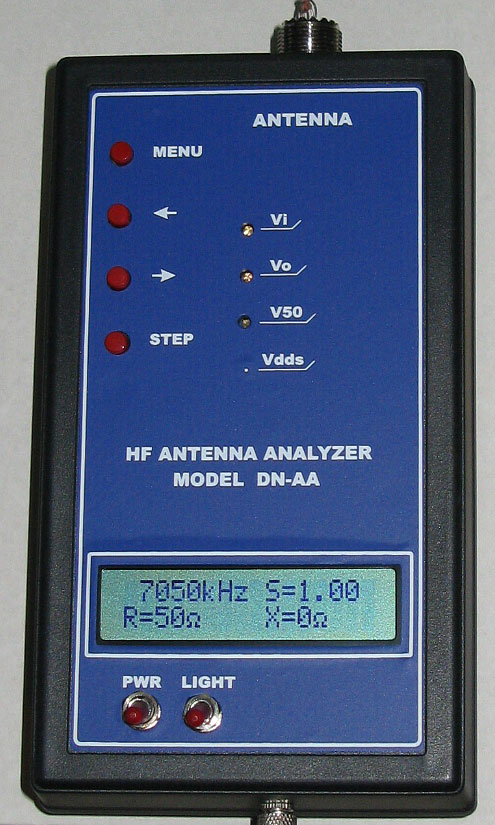 ANTENNA
MENU
←
Vi
Vo
→
V50
STEP
Vdds
HF ANTENNA ANALYZER
MODEL DN-AA
7050kHz S=1.00
R=50Ω X=0Ω
PWR LIGHT